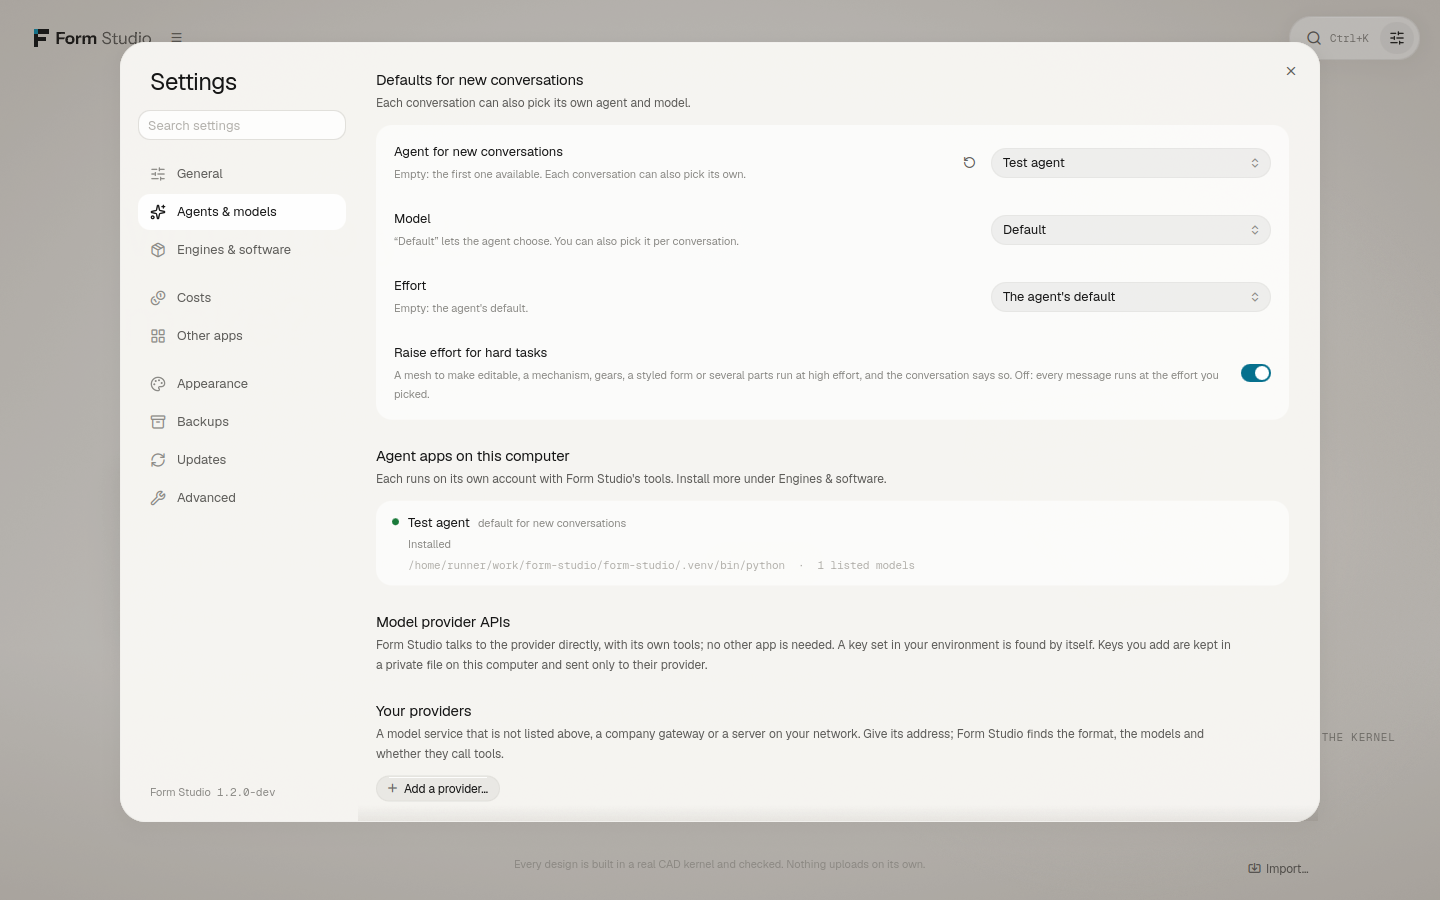 Form Studio
Ctrl+K
Settings
Search settings
General
Agents & models
Engines & software
Costs
Other apps
Appearance
Backups
Updates
Advanced
Form Studio 1.2.0-dev
Defaults for new conversations
Each conversation can also pick its own agent and model.
Agent for new conversations
Empty: the first one available. Each conversation can also pick its own.
Test agent
Model
“Default” lets the agent choose. You can also pick it per conversation.
Default
Effort
Empty: the agent's default.
The agent's default
Raise effort for hard tasks
A mesh to make editable, a mechanism, gears, a styled form or several parts run at high effort, and the conversation says so. Off: every message runs at the effort you
picked.
Agent apps on this computer
Each runs on its own account with Form Studio's tools. Install more under Engines & software.
Test agent default for new conversations
Installed
/home/runner/work/form-studio/form-studio/.venv/bin/python · 1 listed models
Model provider APIs
Form Studio talks to the provider directly, with its own tools; no other app is needed. A key set in your environment is found by itself. Keys you add are kept in
a private file on this computer and sent only to their provider.
Your providers
A model service that is not listed above, a company gateway or a server on your network. Give its address; Form Studio finds the format, the models and
whether they call tools.
+ Add a provider...
THE KERNEL
Every design is built in a real CAD kernel and checked. Nothing uploads on its own.
Import...